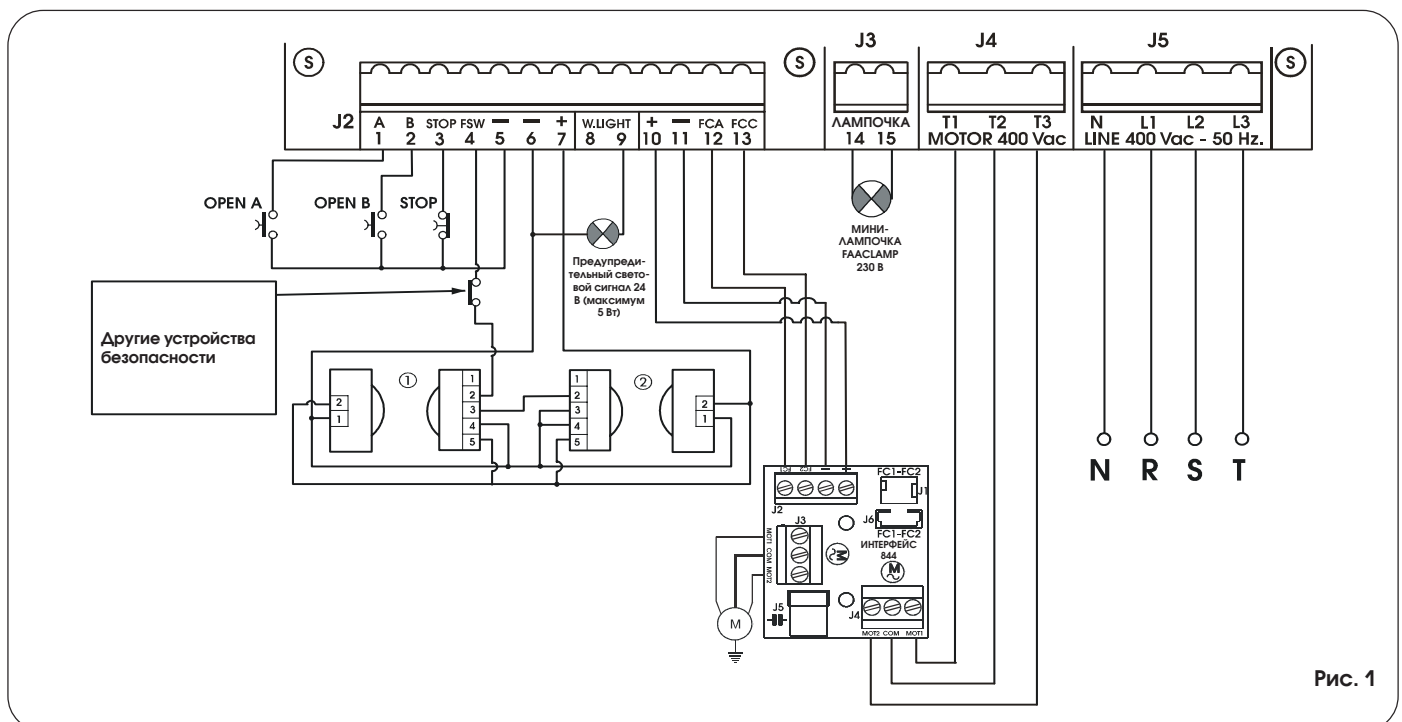 J3
J4
J5
S
S
S
J2
A
B
STOP
FSW
—
—
+
W.LIGHT
+
—
FCA
FCC
1
2
3
4
5
6
7
8
9
10
11
12
13
ЛАМПОЧКА
14
15
T1
T2
T3
MOTOR 400 Vac
N
L1
L2
L3
LINE 400 Vac - 50 Hz.
OPEN A
OPEN B
STOP
Предупреди-
тельный свето-
вой сигнал 24
В (максимум
5 Вт)
МИНИ-
ЛАМПОЧКА
FAACLAMP
230 В
Другие устройства
безопасности
1
2
2
1
1
2
3
4
5
1
2
3
4
5
2
1
N
R
S
T
FC1
FC2
—
+
FC1-FC2
J1
J2
J6
FC1-FC2
J3
ИНТЕРФЕЙС
844
MOT1
COM
MOT2
M
M
J5
J4
M
MOT2
COM
MOT1
Рис. 1